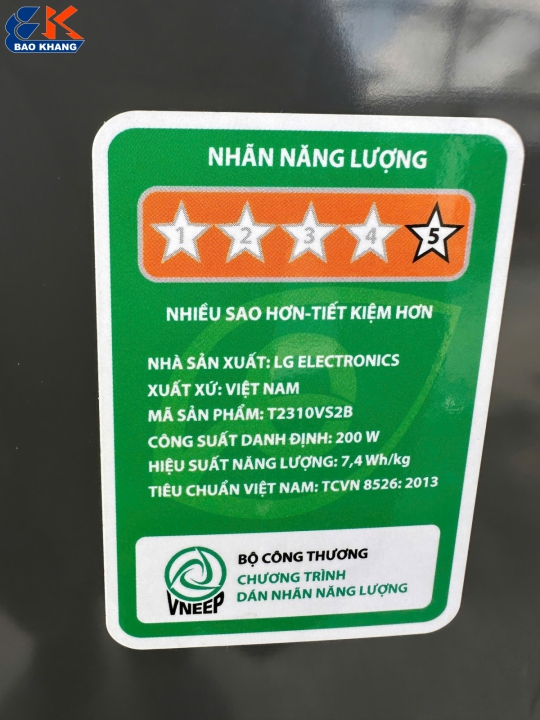 BK
BAO KHANG
NHÃN NĂNG LƯỢNG
1 2 3 4 5
NHIỀU SAO HƠN-TIẾT KIỆM HƠN
NHÀ SẢN XUẤT: LG ELECTRONICS
XUẤT XỨ: VIỆT NAM
MÃ SẢN PHẨM: T2310VS2B
CÔNG SUẤT DANH ĐỊNH: 200 W
HIỆU SUẤT NĂNG LƯỢNG: 7,4 Wh/kg
TIÊU CHUẨN VIỆT NAM: TCVN 8526: 2013
BỘ CÔNG THƯƠNG
CHƯƠNG TRÌNH
DÁN NHÃN NĂNG LƯỢNG
VNEEP